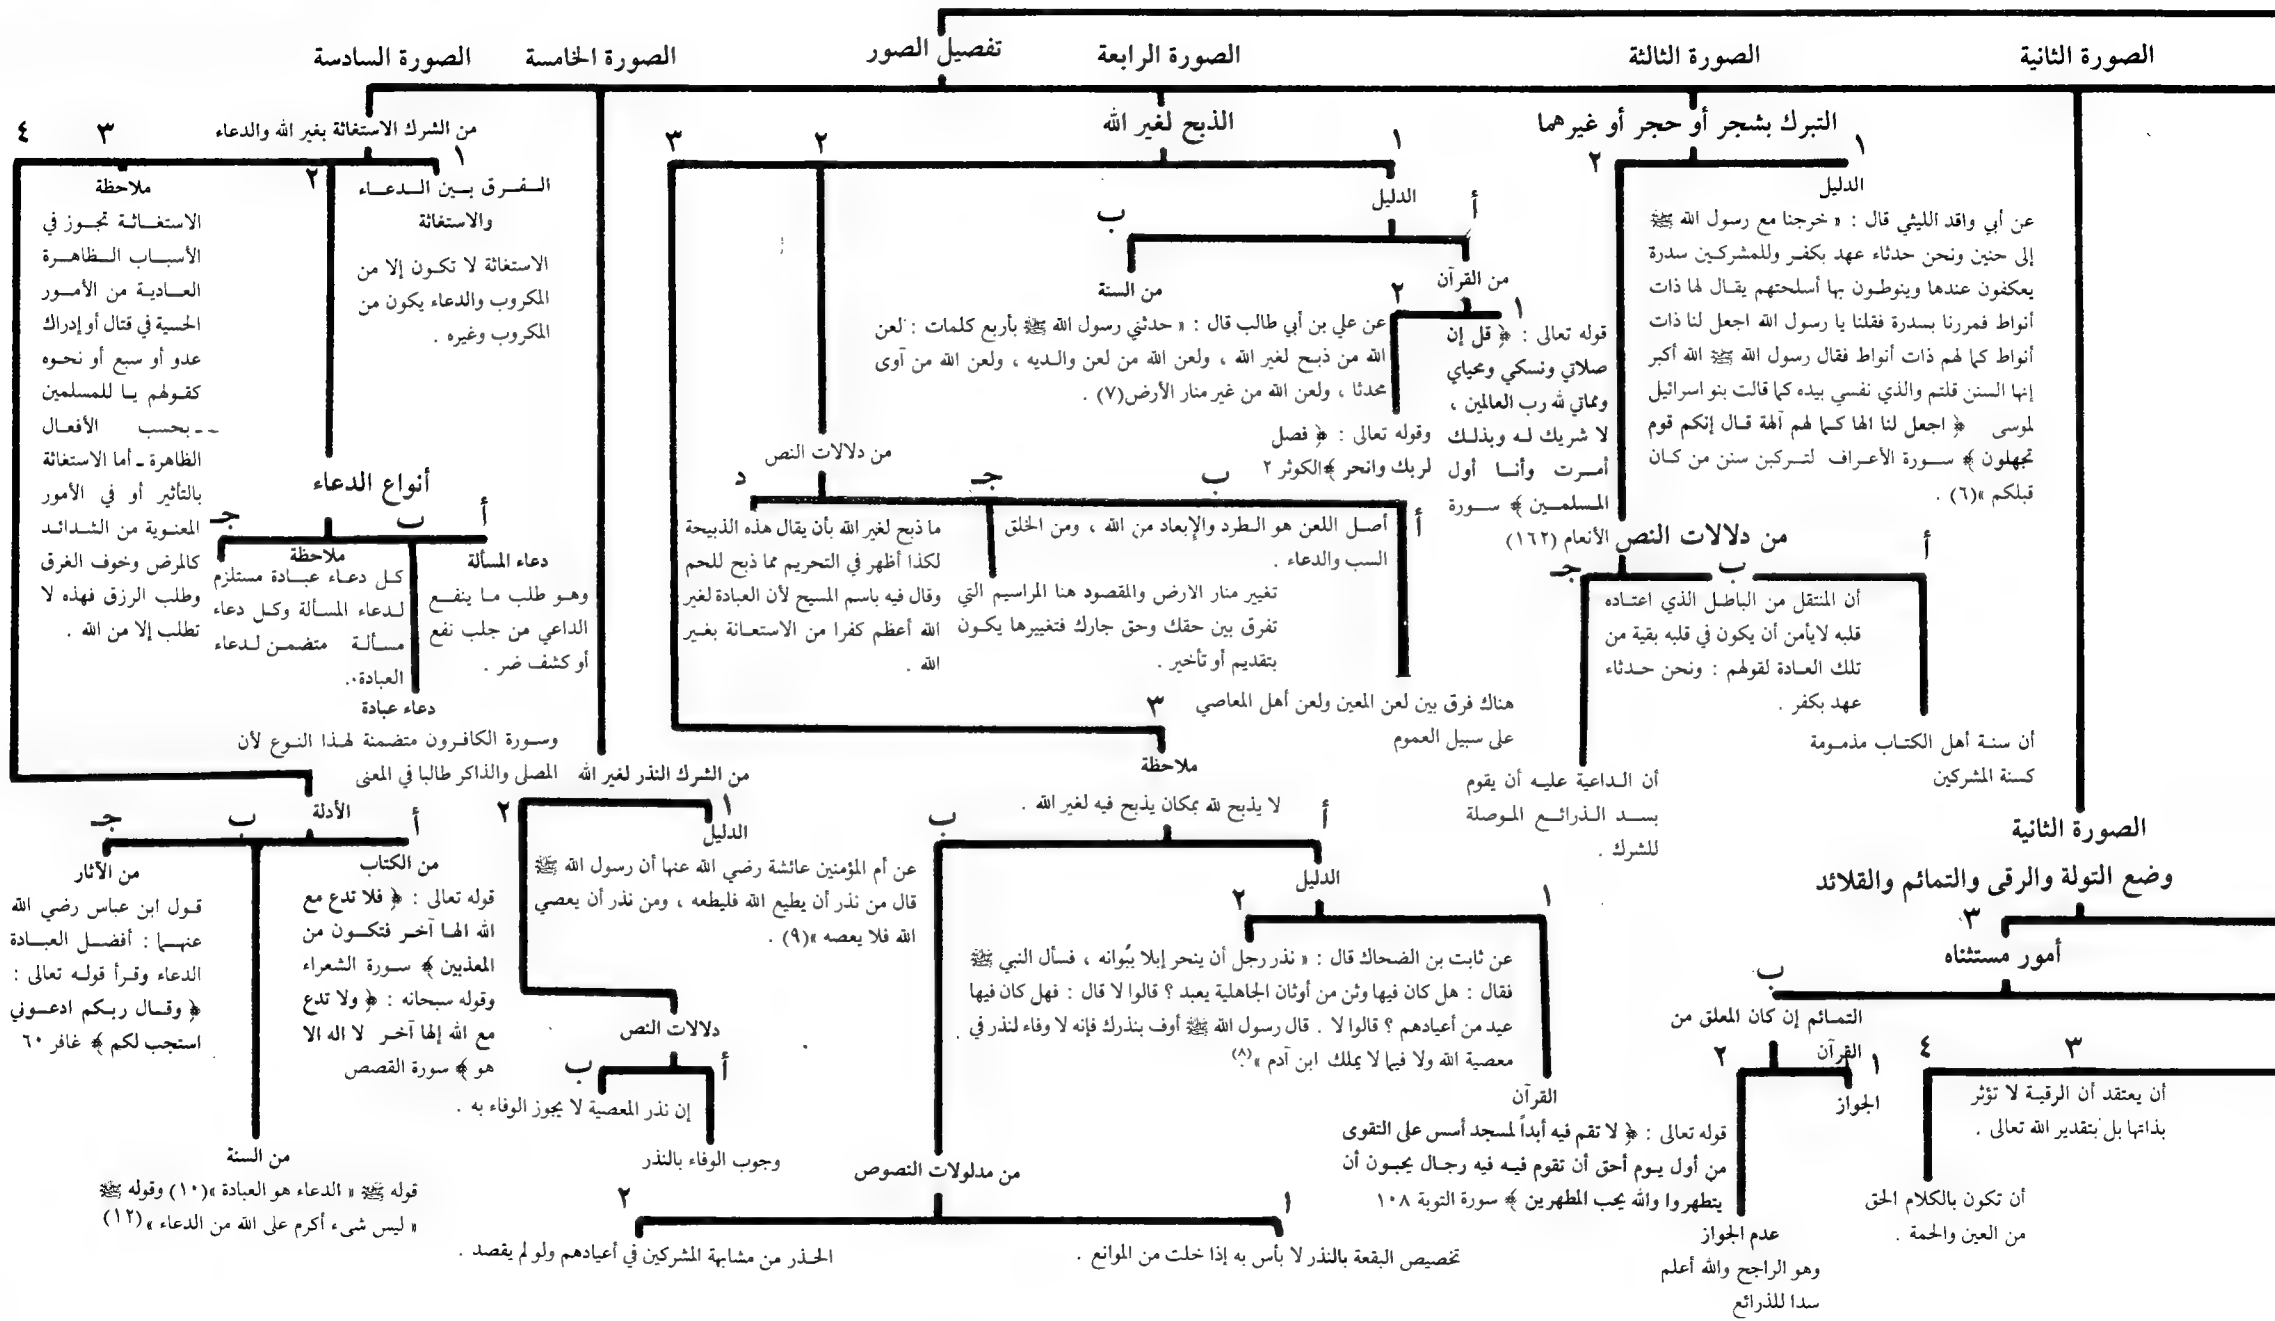 تفصيل الصور
الصورة الثانية
الصورة الثالثة
الصورة الرابعة
الصورة الخامسة
الصورة السادسة
الصورة الثانية
وضع التولة والرقى والتمائم والقلائد
٣
أمور مستثناه
ب
التمائم إن كان المعلق من
القرآن
١
الجواز
٢
عدم الجواز
وهو الراجح والله أعلم
سدا للذرائع
٣
أن يعتقد أن الرقية لا تؤثر
بذاتها بل بتقدير الله تعالى .
٤
أن تكون بالكلام الحق
من العين والحمة .
التبرك بشجر أو حجر أو غيرهما
١
الدليل
عن أبي واقد الليثي قال : « خرجنا مع رسول الله ﷺ
إلى حنين ونحن حدثاء عهد بكفر وللمشركين سدرة
يعكفون عندها وينوطون بها أسلحتهم يقال لها ذات
أنواط فمررنا بسدرة فقلنا يا رسول الله اجعل لنا ذات
أنواط كما لهم ذات أنواط فقال رسول الله ﷺ الله أكبر
إنها السنن قلتم والذي نفسي بيده كما قالت بنو اسرائيل
لموسى ﴿ اجعل لنا الها كما لهم آلهة قال إنكم قوم
تجهلون ﴾ سورة الأعراف لتركبن سنن من كان
قبلكم »(٦) .
٢
من دلالات النص
أ
أن سنة أهل الكتاب مذمومة
كسنة المشركين
ب
أن المنتقل من الباطل الذي اعتاده
قلبه لايأمن أن يكون في قلبه بقية من
تلك العادة لقولهم : ونحن حدثاء
عهد بكفر .
جـ
أن الداعية عليه أن يقوم
بسد الذرائع الموصلة
للشرك .
الذبح لغير الله
١
الدليل
أ
من القرآن
١
قوله تعالى : ﴿ قل إن
صلاتي ونسكي ومحياي
ومماتي لله رب العالمين ،
لا شريك له وبذلك
أمرت وأنا أول
المسلمين ﴾ سورة
الأنعام (١٦٢)
٢
وقوله تعالى : ﴿ فصل
لربك وانحر ﴾الكوثر ٢
ب
من السنة
عن علي بن أبي طالب قال : « حدثني رسول الله ﷺ بأربع كلمات : لعن
الله من ذبح لغير الله ، ولعن الله من لعن والديه ، ولعن الله من آوى
محدثا ، ولعن الله من غير منار الأرض(٧) .
٢
من دلالات النص
أ
هناك فرق بين لعن المعين ولعن أهل المعاصي
على سبيل العموم
ب
أصل اللعن هو الطرد والإبعاد من الله ، ومن الخلق
السب والدعاء .
جـ
تغيير منار الارض والمقصود هنا المراسيم التي
تفرق بين حقك وحق جارك فتغييرها يكون
بتقديم أو تأخير .
د
ما ذبح لغير الله بأن يقال هذه الذبيحة
لكذا أظهر في التحريم مما ذبح للحم
وقال فيه باسم المسيح لأن العبادة لغير
الله أعظم كفرا من الاستعانة بغير
الله .
٣
٣
ملاحظة
لا يذبح لله بمكان يذبح فيه لغير الله .
أ
الدليل
١
القرآن
قوله تعالى : ﴿ لا تقم فيه أبداً لمسجد أسس على التقوى
من أول يوم أحق أن تقوم فيه فيه رجال يحبون أن
يتطهروا والله يحب المطهرين ﴾ سورة التوبة ١٠٨
٢
عن ثابت بن الضحاك قال : « نذر رجل أن ينحر إبلا ببُوانه ، فسأل النبي ﷺ
فقال : هل كان فيها وثن من أوثان الجاهلية يعبد ؟ قالوا لا قال : فهل كان فيها
عيد من أعيادهم ؟ قالوا لا . قال رسول الله ﷺ أوف بنذرك فإنه لا وفاء لنذر في
معصية الله ولا فيما لا يملك ابن آدم »(٨)
ب
من مدلولات النصوص
١
تخصيص البقعة بالنذر لا بأس به إذا خلت من الموانع .
٢
الحذر من مشابهة المشركين في أعيادهم ولو لم يقصد .
من الشرك النذر لغير الله
١
الدليل
عن أم المؤمنين عائشة رضي الله عنها أن رسول الله ﷺ
قال من نذر أن يطيع الله فليطعه ، ومن نذر أن يعصي
الله فلا يعصه »(٩) .
٢
دلالات النص
أ
وجوب الوفاء بالنذر
ب
إن نذر المعصية لا يجوز الوفاء به .
من الشرك الاستغاثة بغير الله والدعاء
١
الفرق بين الدعاء
والاستغاثة
الاستغاثة لا تكون إلا من
المكروب والدعاء يكون من
المكروب وغيره .
٢
أنواع الدعاء
أ
دعاء المسألة
وهو طلب ما ينفع
الداعي من جلب نفع
أو كشف ضر .
ب
دعاء عبادة
وسورة الكافرون متضمنة لهذا النوع لأن
المصلى والذاكر طالبا في المعنى
جـ
ملاحظة
كل دعاء عبادة مستلزم
لدعاء المسألة وكل دعاء
مسألة متضمن لدعاء
العبادة.
٣
ملاحظة
الاستغاثة تجوز في
الأسباب الظاهرة
العادية من الأمور
الحسية في قتال أو إدراك
عدو أو سبع أو نحوه
كقولهم يا للمسلمين
ـ بحسب الأفعال
الظاهرة ـ أما الاستغاثة
بالتأثير أو في الأمور
المعنوية من الشدائد
كالمرض وخوف الغرق
وطلب الرزق فهذه لا
تطلب إلا من الله .
٤
الأدلة
أ
من الكتاب
قوله تعالى : ﴿ فلا تدع مع
الله الها آخر فتكون من
المعذبين ﴾ سورة الشعراء
وقوله سبحانه : ﴿ ولا تدع
مع الله إلها آخر لا اله الا
هو ﴾ سورة القصص
ب
من السنة
قوله ﷺ « الدعاء هو العبادة »(١٠) وقوله ﷺ
« ليس شىء أكرم على الله من الدعاء »(١٢)
جـ
من الآثار
قول ابن عباس رضي الله
عنهما : أفضل العبادة
الدعاء وقرأ قوله تعالى :
﴿ وقال ربكم ادعوني
استجب لكم ﴾ غافر ٦٠